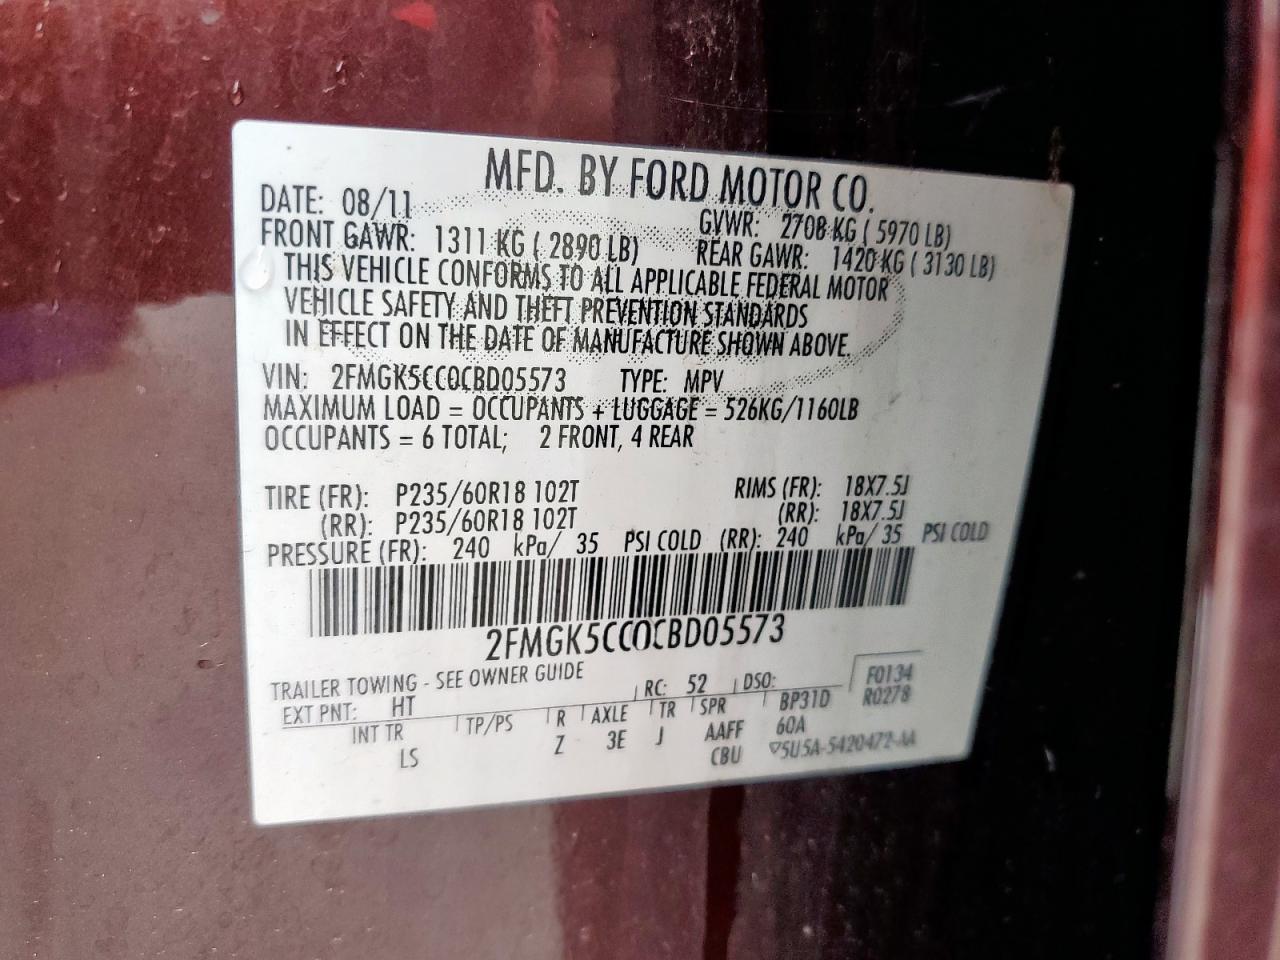 MFD. BY FORD MOTOR CO.
DATE: 08/11 GVWR: 2708 KG ( 5970 LB)
FRONT GAWR: 1311 KG ( 2890 LB) REAR GAWR: 1420 KG ( 3130 LB)
THIS VEHICLE CONFORMS TO ALL APPLICABLE FEDERAL MOTOR
VEHICLE SAFETY AND THEFT PREVENTION STANDARDS
IN EFFECT ON THE DATE OF MANUFACTURE SHOWN ABOVE.
VIN: 2FMGK5CC0CBD05573 TYPE: MPV
MAXIMUM LOAD = OCCUPANTS + LUGGAGE = 526KG/1160LB
OCCUPANTS = 6 TOTAL; 2 FRONT, 4 REAR
TIRE (FR): P235/60R18 102T RIMS (FR): 18X7.5J
(RR): P235/60R18 102T (RR): 18X7.5J
PRESSURE (FR): 240 kPa/ 35 PSI COLD (RR): 240 kPa/ 35 PSI COLD
2FMGK5CC0CBD05573
TRAILER TOWING - SEE OWNER GUIDE
EXT PNT: HT RC: 52 DSO: F0134
R0278
INT TR TP/PS R AXLE TR SPR BP31D
LS Z 3E J AAFF 60A
CBU ▽5U5A-5420472-AA